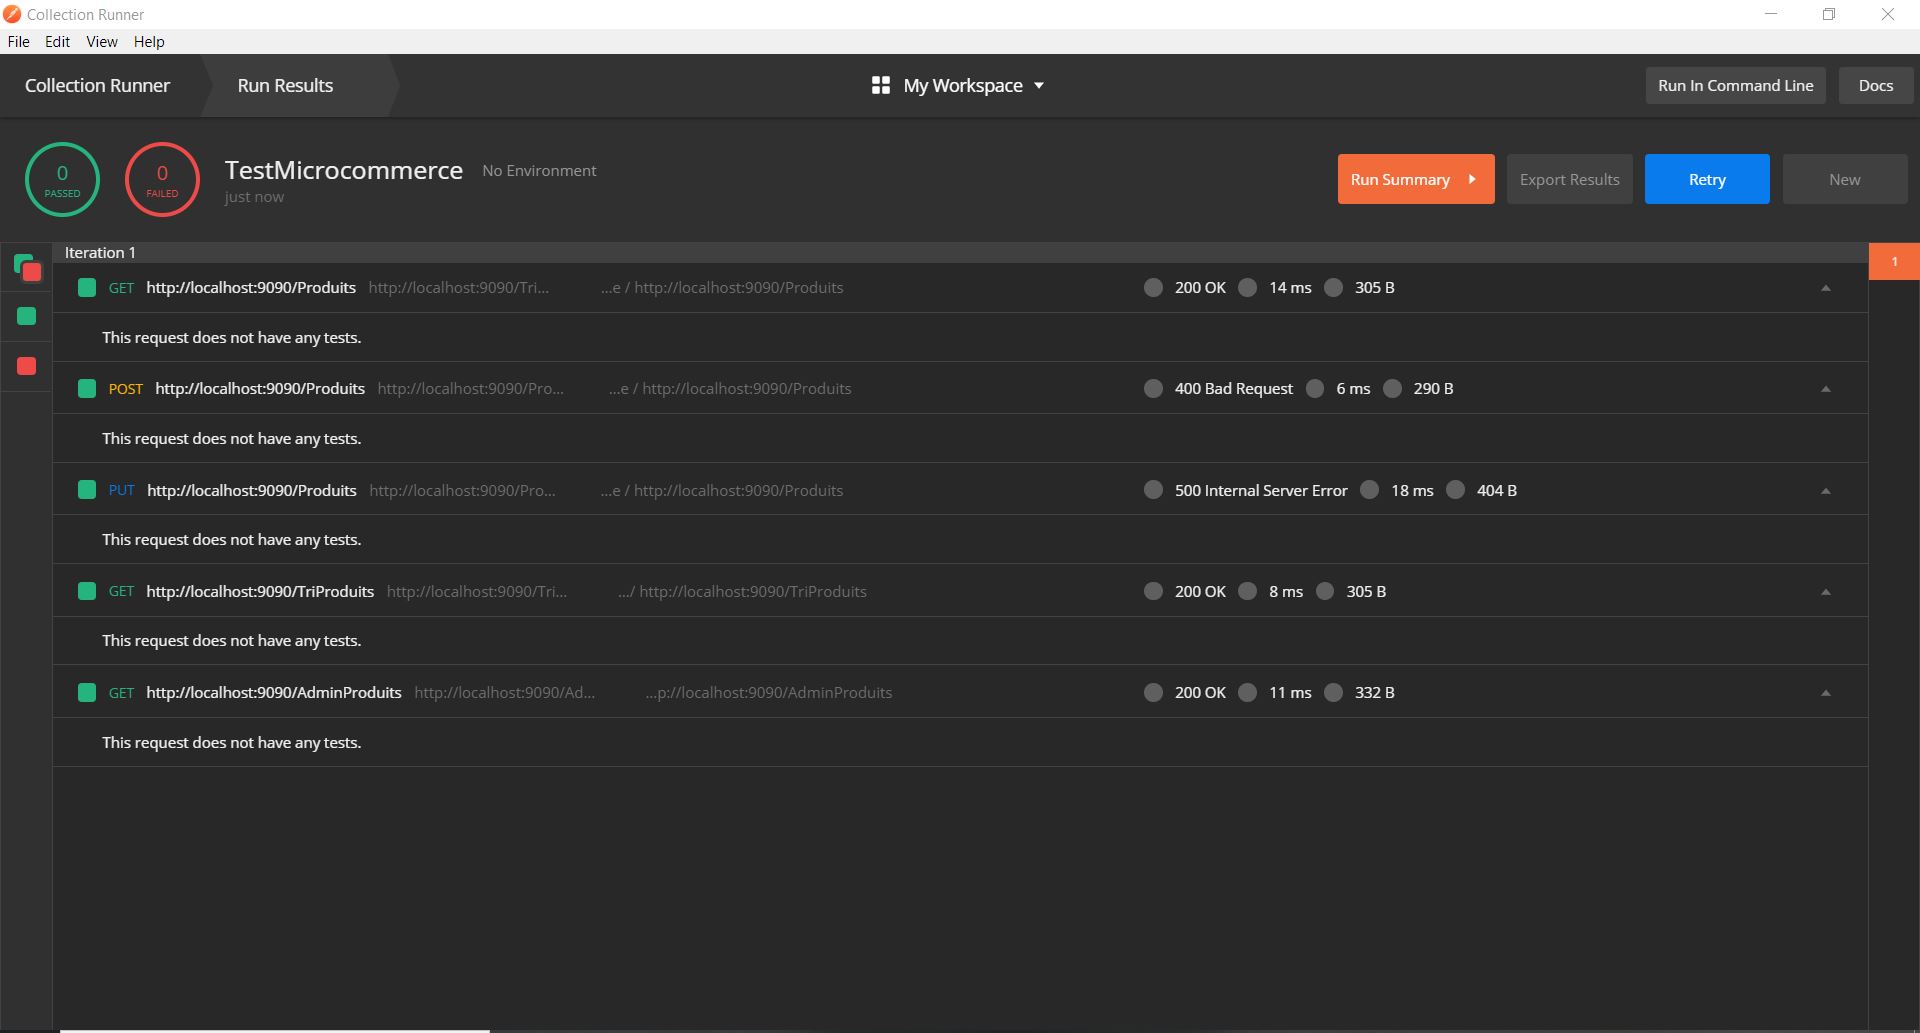 Collection Runner
File Edit View Help
Collection Runner Run Results My Workspace Run In Command Line Docs
0 PASSED
0 FAILED
TestMicrocommerce No Environment
just now
Run Summary Export Results Retry New
Iteration 1
1
GET http://localhost:9090/Produits http://localhost:9090/Tri... ...e / http://localhost:9090/Produits 200 OK 14 ms 305 B
This request does not have any tests.
POST http://localhost:9090/Produits http://localhost:9090/Pro... ...e / http://localhost:9090/Produits 400 Bad Request 6 ms 290 B
This request does not have any tests.
PUT http://localhost:9090/Produits http://localhost:9090/Pro... ...e / http://localhost:9090/Produits 500 Internal Server Error 18 ms 404 B
This request does not have any tests.
GET http://localhost:9090/TriProduits http://localhost:9090/Tri... .../ http://localhost:9090/TriProduits 200 OK 8 ms 305 B
This request does not have any tests.
GET http://localhost:9090/AdminProduits http://localhost:9090/Ad... ...p://localhost:9090/AdminProduits 200 OK 11 ms 332 B
This request does not have any tests.